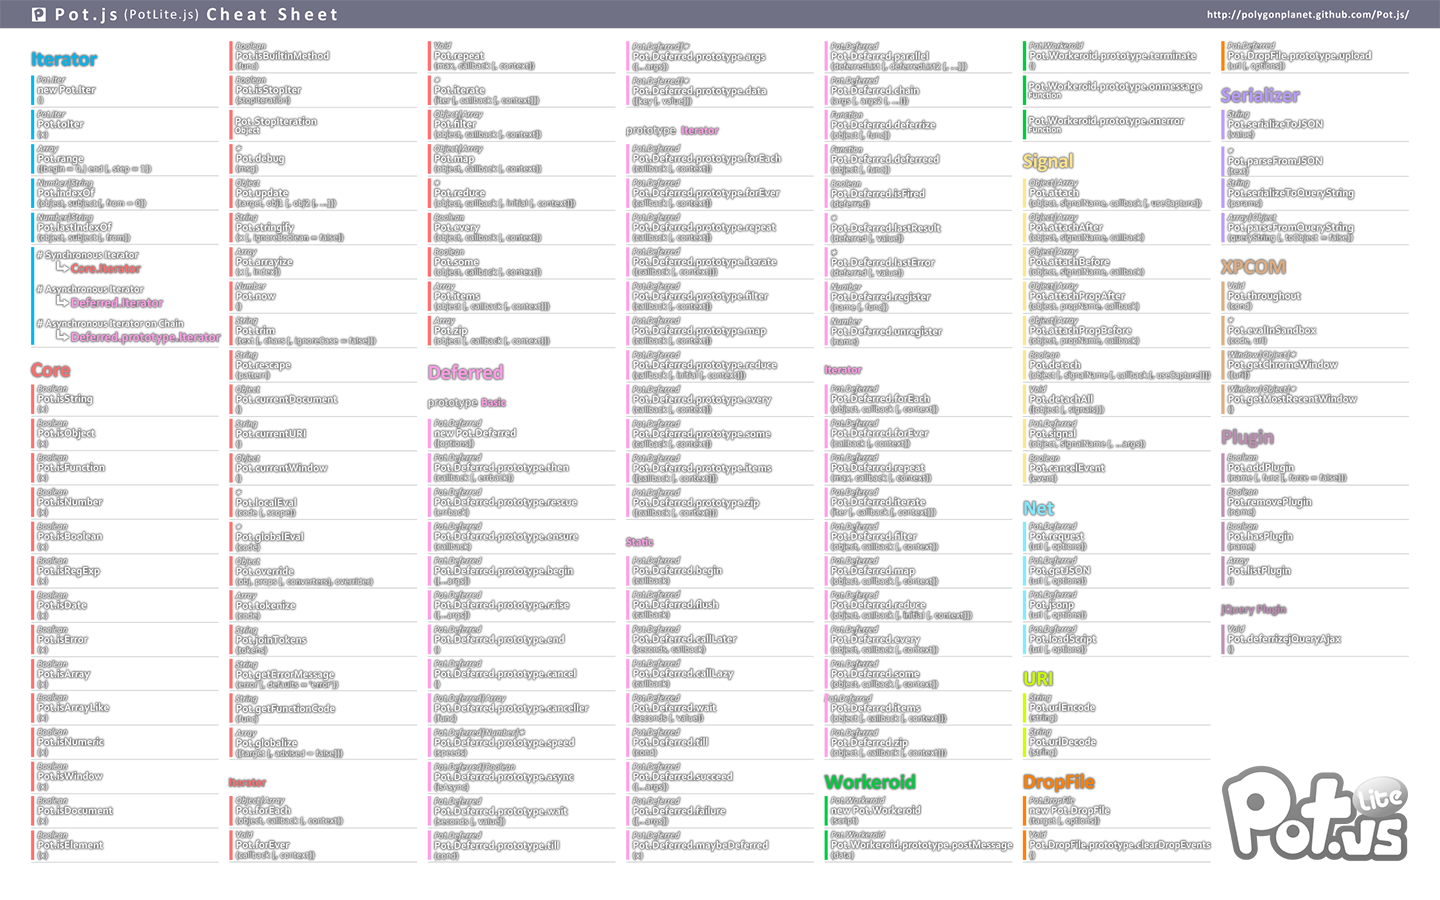 Pot.js (PotLite.js) Cheat Sheet
http://polygonplanet.github.com/Pot.js/
Iterator
Pot.Iter
new Pot.Iter
()
Pot.Iter
Pot.toIter
(x)
Array
Pot.range
([begin = 0,] end [, step = 1])
Number|String
Pot.indexOf
(object, subject [, from = 0])
Number|String
Pot.lastIndexOf
(object, subject [, from])
# Synchronous Iterator
Core.Iterator
# Asynchronous Iterator
Deferred.Iterator
# Asynchronous Iterator on Chain
Deferred.prototype.Iterator
Core
Boolean
Pot.isString
(x)
Boolean
Pot.isObject
(x)
Boolean
Pot.isFunction
(x)
Boolean
Pot.isNumber
(x)
Boolean
Pot.isBoolean
(x)
Boolean
Pot.isRegExp
(x)
Boolean
Pot.isDate
(x)
Boolean
Pot.isError
(x)
Boolean
Pot.isArray
(x)
Boolean
Pot.isArrayLike
(x)
Boolean
Pot.isNumeric
(x)
Boolean
Pot.isWindow
(x)
Boolean
Pot.isDocument
(x)
Boolean
Pot.isElement
(x)
Boolean
Pot.isBuiltinMethod
(func)
Boolean
Pot.isStopIter
(stopIteration)
Pot.StopIteration
Object
Pot.debug
(msg)
Object
Pot.update
(target, obj1 [, obj2 [, ...]])
String
Pot.stringify
(x [, ignoreBoolean = false])
Array
Pot.arrayize
(x [, index])
Number
Pot.now
()
String
Pot.trim
(text [, chars [, ignoreCase = false]])
String
Pot.rescape
(pattern)
Object
Pot.currentDocument
()
String
Pot.currentURI
()
Object
Pot.currentWindow
()
Pot.localEval
(code [, scope])
Pot.globalEval
(code)
Object
Pot.override
(obj, props [, converters], overrides)
Array
Pot.tokenize
(code)
String
Pot.joinTokens
(tokens)
String
Pot.getErrorMessage
(error [, defaults = "error"])
String
Pot.getFunctionCode
(func)
Array
Pot.globalize
([target [, advised = false]])
Iterator
Object|Array
Pot.forEach
(object, callback [, context])
Void
Pot.forEver
(callback [, context])
Void
Pot.repeat
(max, callback [, context])
Pot.iterate
(iter [, callback [, context]])
Object|Array
Pot.filter
(object, callback [, context])
Object|Array
Pot.map
(object, callback [, context])
Pot.reduce
(object, callback [, initial [, context]])
Boolean
Pot.every
(object, callback [, context])
Boolean
Pot.some
(object, callback [, context])
Array
Pot.items
(object [, callback [, context]])
Array
Pot.zip
(object [, callback [, context]])
Deferred
prototype Basic
Pot.Deferred
new Pot.Deferred
([options])
Pot.Deferred
Pot.Deferred.prototype.then
(callback [, errback])
Pot.Deferred
Pot.Deferred.prototype.rescue
(errback)
Pot.Deferred
Pot.Deferred.prototype.ensure
(callback)
Pot.Deferred
Pot.Deferred.prototype.begin
([...args])
Pot.Deferred
Pot.Deferred.prototype.raise
([...args])
Pot.Deferred
Pot.Deferred.prototype.end
()
Pot.Deferred
Pot.Deferred.prototype.cancel
()
Pot.Deferred|Array
Pot.Deferred.prototype.canceller
(func)
Pot.Deferred|Number|
Pot.Deferred.prototype.speed
(speeds)
Pot.Deferred|Boolean
Pot.Deferred.prototype.async
(isAsync)
Pot.Deferred
Pot.Deferred.prototype.wait
(seconds [, value])
Pot.Deferred
Pot.Deferred.prototype.till
(cond)
Pot.Deferred|
Pot.Deferred.prototype.args
([...args])
Pot.Deferred|
Pot.Deferred.prototype.data
([key [, value]])
prototype Iterator
Pot.Deferred
Pot.Deferred.prototype.forEach
(callback [, context])
Pot.Deferred
Pot.Deferred.prototype.forEver
(callback [, context])
Pot.Deferred
Pot.Deferred.prototype.repeat
(callback [, context])
Pot.Deferred
Pot.Deferred.prototype.iterate
([callback [, context]])
Pot.Deferred
Pot.Deferred.prototype.filter
(callback [, context])
Pot.Deferred
Pot.Deferred.prototype.map
(callback [, context])
Pot.Deferred
Pot.Deferred.prototype.reduce
(callback [, initial [, context]])
Pot.Deferred
Pot.Deferred.prototype.every
(callback [, context])
Pot.Deferred
Pot.Deferred.prototype.some
(callback [, context])
Pot.Deferred
Pot.Deferred.prototype.items
([callback [, context]])
Pot.Deferred
Pot.Deferred.prototype.zip
([callback [, context]])
Static
Pot.Deferred
Pot.Deferred.begin
(callback)
Pot.Deferred
Pot.Deferred.flush
(callback)
Pot.Deferred
Pot.Deferred.callLater
(seconds, callback)
Pot.Deferred
Pot.Deferred.callLazy
(callback)
Pot.Deferred
Pot.Deferred.wait
(seconds [, value])
Pot.Deferred
Pot.Deferred.till
(cond)
Pot.Deferred
Pot.Deferred.succeed
([...args])
Pot.Deferred
Pot.Deferred.failure
([...args])
Pot.Deferred
Pot.Deferred.maybeDeferred
(x)
Pot.Deferred
Pot.Deferred.parallel
(deferredList [, deferredList2 [, ...]])
Pot.Deferred
Pot.Deferred.chain
(args [, args2 [, ...]])
Function
Pot.Deferred.deferrize
(object [, func])
Function
Pot.Deferred.deferreed
(object [, func])
Boolean
Pot.Deferred.isFired
(deferred)
Pot.Deferred.lastResult
(deferred [, value])
Pot.Deferred.lastError
(deferred [, value])
Number
Pot.Deferred.register
(name [, func])
Number
Pot.Deferred.unregister
(name)
Iterator
Pot.Deferred
Pot.Deferred.forEach
(object, callback [, context])
Pot.Deferred
Pot.Deferred.forEver
(callback [, context])
Pot.Deferred
Pot.Deferred.repeat
(max, callback [, context])
Pot.Deferred
Pot.Deferred.iterate
(iter [, callback [, context]])
Pot.Deferred
Pot.Deferred.filter
(object, callback [, context])
Pot.Deferred
Pot.Deferred.map
(object, callback [, context])
Pot.Deferred
Pot.Deferred.reduce
(object, callback [, initial [, context]])
Pot.Deferred
Pot.Deferred.every
(object, callback [, context])
Pot.Deferred
Pot.Deferred.some
(object, callback [, context])
Pot.Deferred
Pot.Deferred.items
(object [, callback [, context]])
Pot.Deferred
Pot.Deferred.zip
(object [, callback [, context]])
Workeroid
Pot.Workeroid
new Pot.Workeroid
(script)
Pot.Workeroid
Pot.Workeroid.prototype.postMessage
(data)
Pot.Workeroid
Pot.Workeroid.prototype.terminate
()
Pot.Workeroid.prototype.onmessage
Function
Pot.Workeroid.prototype.onerror
Function
Signal
Object|Array
Pot.attach
(object, signalName, callback [, useCapture])
Object|Array
Pot.attachAfter
(object, signalName, callback)
Object|Array
Pot.attachBefore
(object, signalName, callback)
Object|Array
Pot.attachPropAfter
(object, propName, callback)
Object|Array
Pot.attachPropBefore
(object, propName, callback)
Boolean
Pot.detach
(object [, signalName [, callback [, useCapture]]])
Void
Pot.detachAll
([object [, signals]])
Pot.Deferred
Pot.signal
(object, SignalName [, ...args])
Boolean
Pot.cancelEvent
(event)
Net
Pot.Deferred
Pot.request
(url [, options])
Pot.Deferred
Pot.getJSON
(url [, options])
Pot.Deferred
Pot.jsonp
(url [, options])
Pot.Deferred
Pot.loadScript
(url [, options])
URI
String
Pot.urlEncode
(string)
String
Pot.urlDecode
(string)
DropFile
Pot.DropFile
new Pot.DropFile
(target [, options])
Void
Pot.DropFile.prototype.clearDropEvents
()
Pot.Deferred
Pot.DropFile.prototype.upload
(url [, options])
Serializer
String
Pot.serializeToJSON
(value)
Pot.parseFromJSON
(text)
String
Pot.serializeToQueryString
(params)
Array|Object
Pot.parseFromQueryString
(queryString [, toObject = false])
XPCOM
Void
Pot.throughout
(cond)
Pot.evalInSandbox
(code, url)
Window|Object|
Pot.getChromeWindow
([uri])
Window|Object|
Pot.getMostRecentWindow
()
Plugin
Boolean
Pot.addPlugin
(name [, func [, force = false]])
Boolean
Pot.removePlugin
(name)
Boolean
Pot.hasPlugin
(name)
Array
Pot.listPlugin
()
jQuery Plugin
Void
Pot.deferrizejQueryAjax
()
Pot Lite
Pot.js